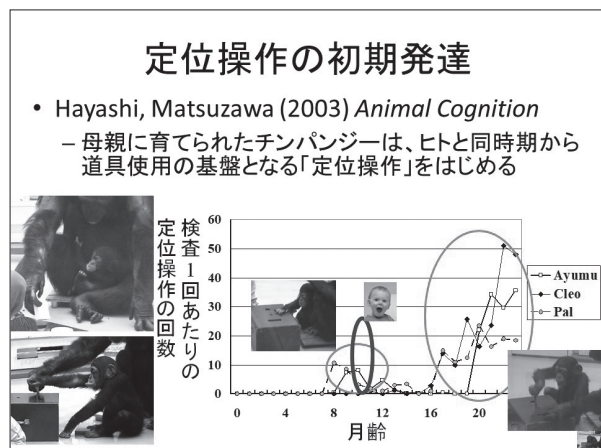 定位操作の初期発達
• Hayashi, Matsuzawa (2003) Animal Cognition
– 母親に育てられたチンパンジーは、ヒトと同時期から
道具使用の基盤となる「定位操作」をはじめる
検査1回あたりの
定位操作の回数
60
50
40
30
20
10
0
0 4 8 12 16 20
月齢
Ayumu
Cleo
Pal